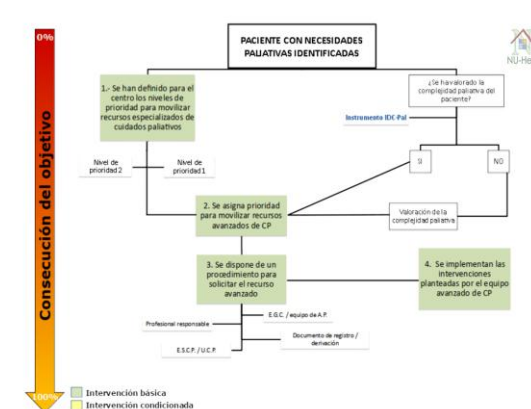 0%
PACIENTE CON NECESIDADES
PALIATIVAS IDENTIFICADAS
NU-He
1.- Se han definido para el
centro los niveles de
prioridad para movilizar
recursos especializados de
cuidados paliativos
¿Se ha valorado la
complejidad paliativa del
paciente?
Instrumento IDC-Pal
Nivel de
prioridad 2
Nivel de
prioridad 1
SI
NO
2. Se asigna prioridad
para movilizar recursos
avanzados de CP
Valoración de la
complejidad paliativa
3. Se dispone de un
procedimiento para
solicitar el recurso
avanzado
4. Se implementan las
intervenciones
planteadas por el equipo
avanzado de CP
Profesional responsable
E.G.C. / equipo de A.P.
E.S.C.P. / U.C.P.
Documento de registro /
derivación
Consecución del objetivo
100%
Intervención básica
Intervención condicionada